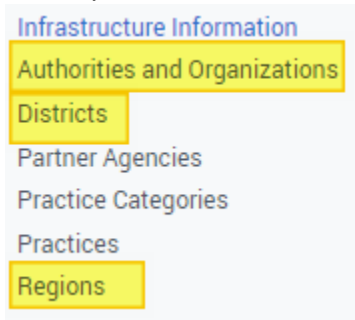 Infrastructure Information
Authorities and Organizations
Districts
Partner Agencies
Practice Categories
Practices
Regions